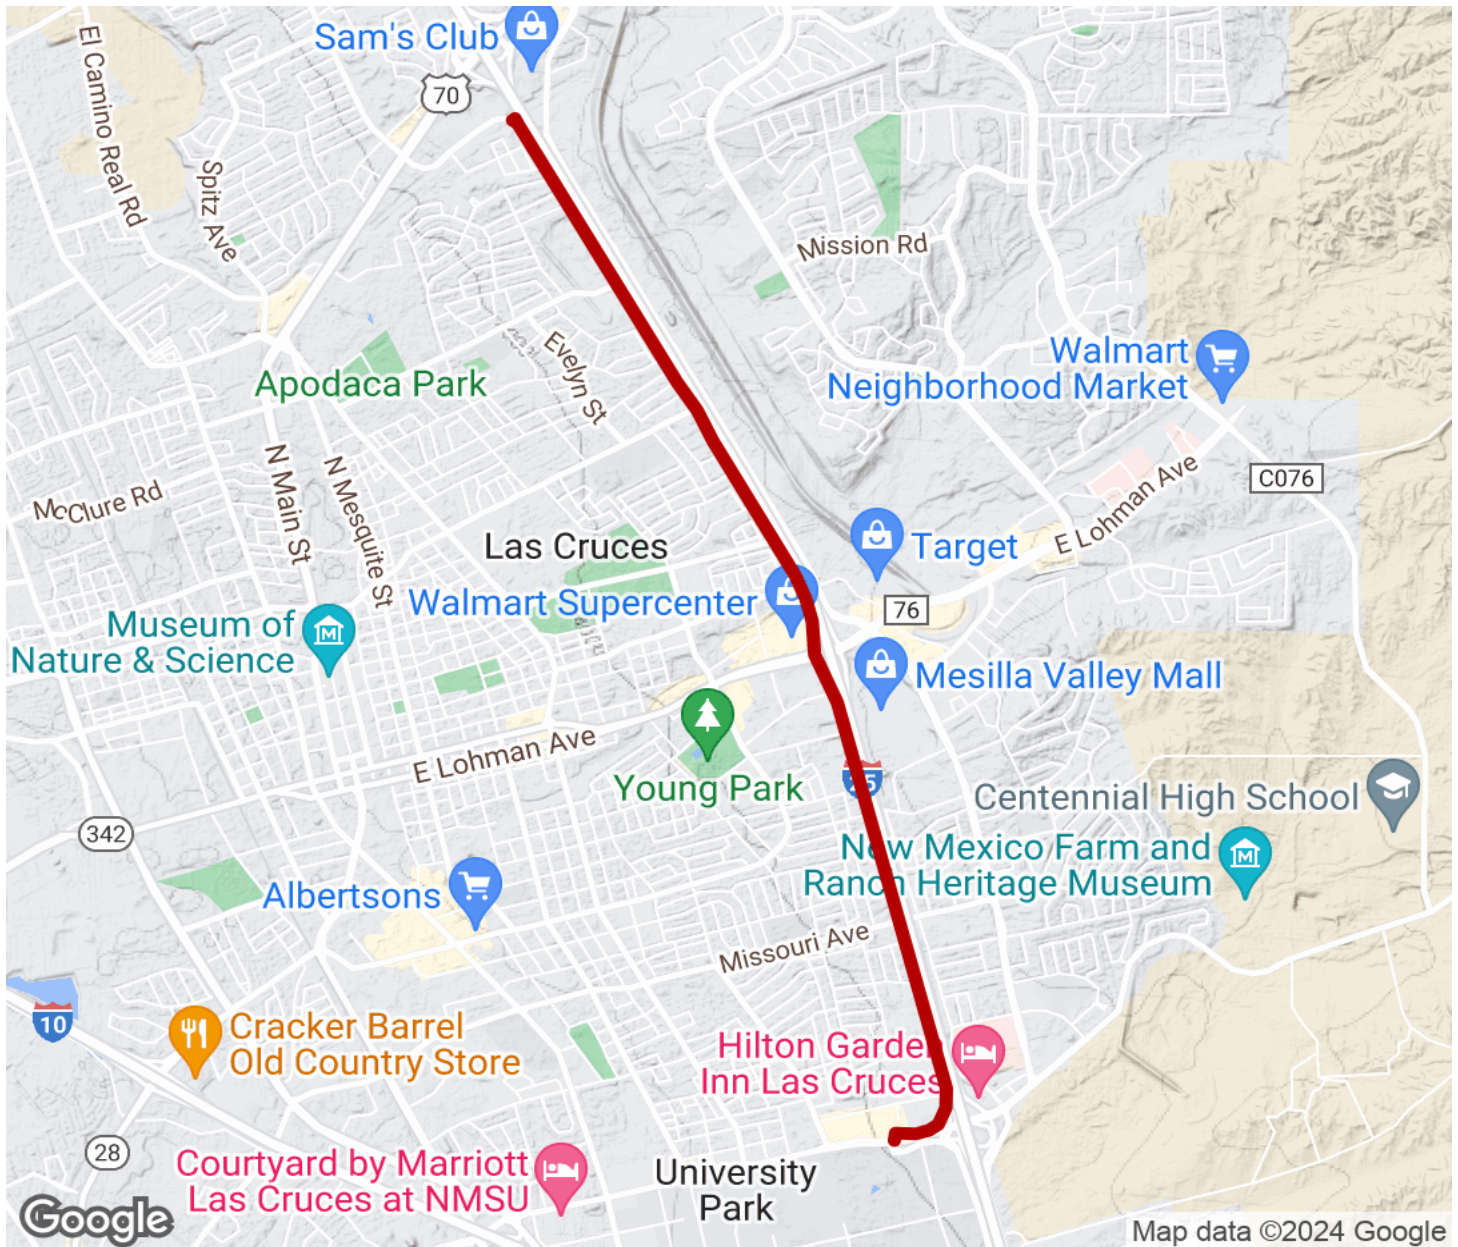 Sam's Club
70
El Camino Real Rd
Spitz Ave
Mission Rd
Walmart
Neighborhood Market
Apodaca Park
Evelyn St
N Main St
N Mesquite St
McClure Rd
C076
E Lohman Ave
Las Cruces
Target
Walmart Supercenter
76
Museum of
Nature & Science
Mesilla Valley Mall
E Lohman Ave
Young Park
25
Centennial High School
342
New Mexico Farm and
Ranch Heritage Museum
Albertsons
Missouri Ave
10
Cracker Barrel
Old Country Store
Hilton Garden
Inn Las Cruces
28
Courtyard by Marriott
Las Cruces at NMSU
University
Park
Google
Map data ©2024 Google